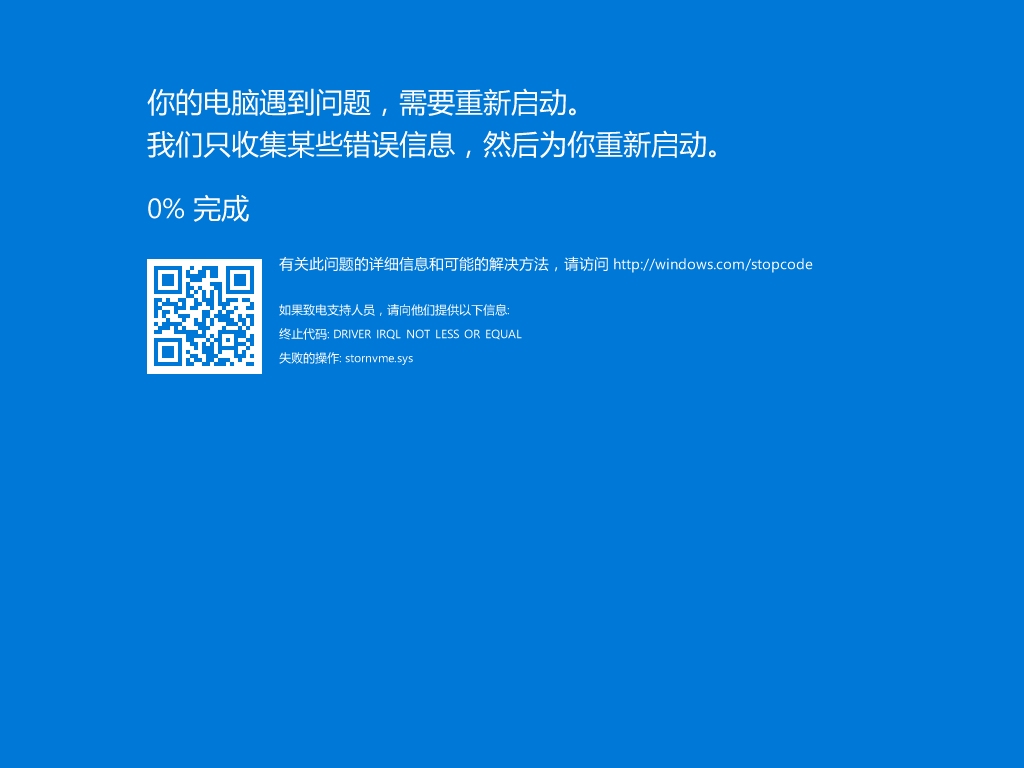 你的电脑遇到问题，需要重新启动。
我们只收集某些错误信息，然后为你重新启动。
0% 完成
有关此问题的详细信息和可能的解决方法，请访问 http://windows.com/stopcode
如果致电支持人员，请向他们提供以下信息:
终止代码: DRIVER IRQL NOT LESS OR EQUAL
失败的操作: stornvme.sys